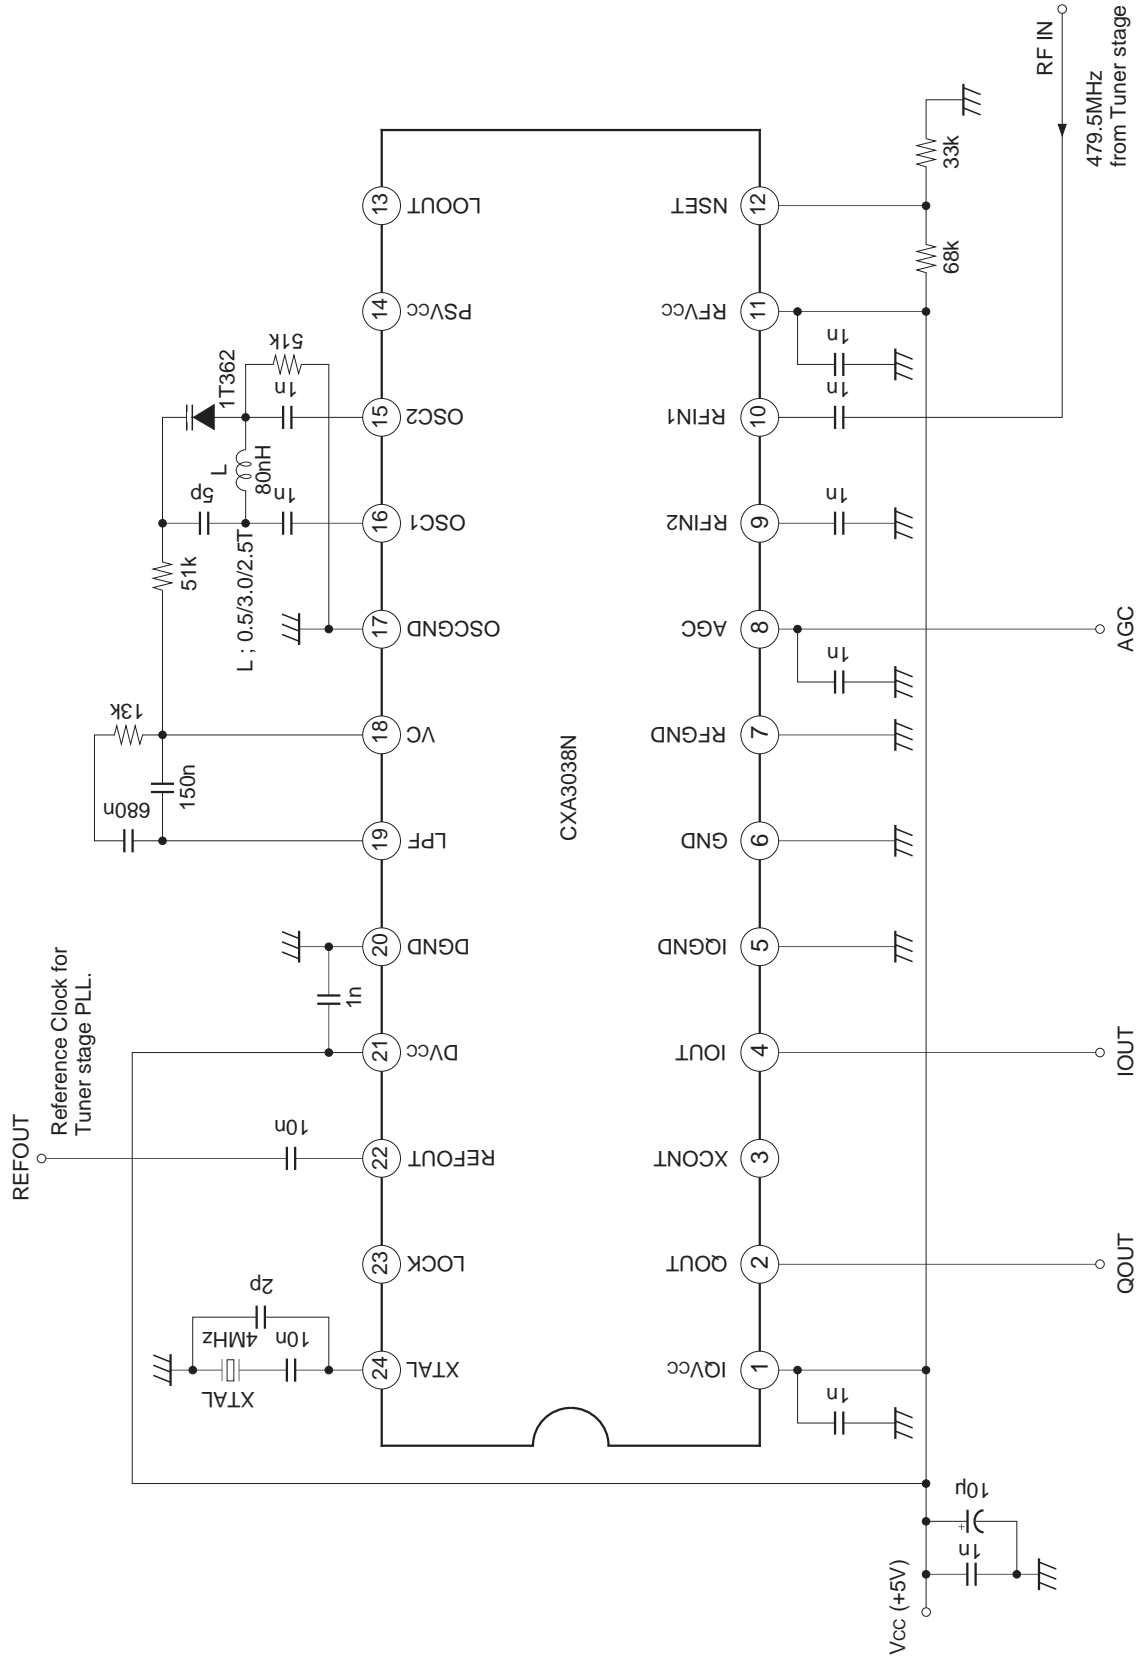 REFOUT
Reference Clock for
Tuner stage PLL.
10n
XTAL
4MHz
10n
2p
680n
13k
150n
51k
5p
L
80nH
1n
1n
1T362
51k
L ; 0.5/3.0/2.5T
1n
24
23
22
21
20
19
18
17
16
15
14
13
XTAL
LOCK
REFOUT
DVCC
DGND
LPF
VC
OSCGND
OSC1
OSC2
PSVCC
LOOUT
CXA3038N
IQVCC
QOUT
XCONT
IOUT
IQGND
GND
RFGND
AGC
RFIN2
RFIN1
RFVCC
NSET
1
2
3
4
5
6
7
8
9
10
11
12
1n
1n
1n
1n
1n
68k
33k
VCC (+5V)
1n
+
10µ
QOUT
IOUT
AGC
RF IN
479.5MHz
from Tuner stage